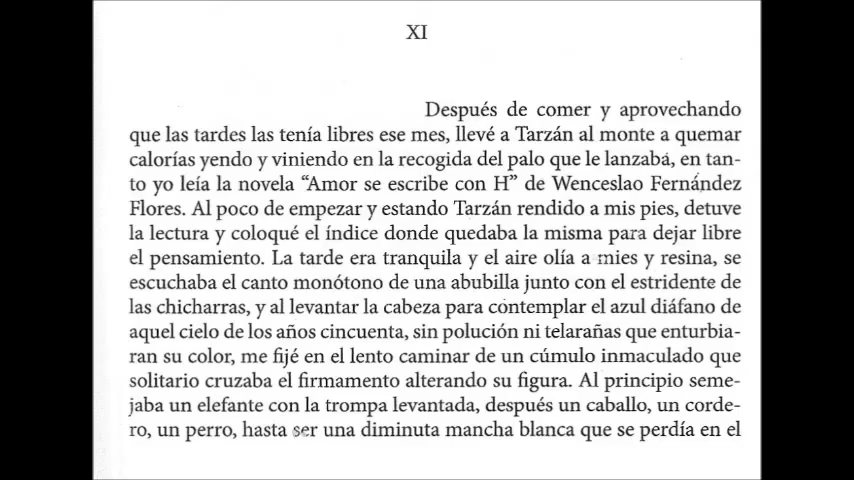 XI
Después de comer y aprovechando
que las tardes las tenía libres ese mes, llevé a Tarzán al monte a quemar
calorías yendo y viniendo en la recogida del palo que le lanzaba, en tan-
to yo leía la novela “Amor se escribe con H” de Wenceslao Fernández
Flores. Al poco de empezar y estando Tarzán rendido a mis pies, detuve
la lectura y coloqué el índice donde quedaba la misma para dejar libre
el pensamiento. La tarde era tranquila y el aire olía a mies y resina, se
escuchaba el canto monótono de una abubilla junto con el estridente de
las chicharras, y al levantar la cabeza para contemplar el azul diáfano de
aquel cielo de los años cincuenta, sin polución ni telarañas que enturbia-
ran su color, me fijé en el lento caminar de un cúmulo inmaculado que
solitario cruzaba el firmamento alterando su figura. Al principio seme-
jaba un elefante con la trompa levantada, después un caballo, un corde-
ro, un perro, hasta ser una diminuta mancha blanca que se perdía en el